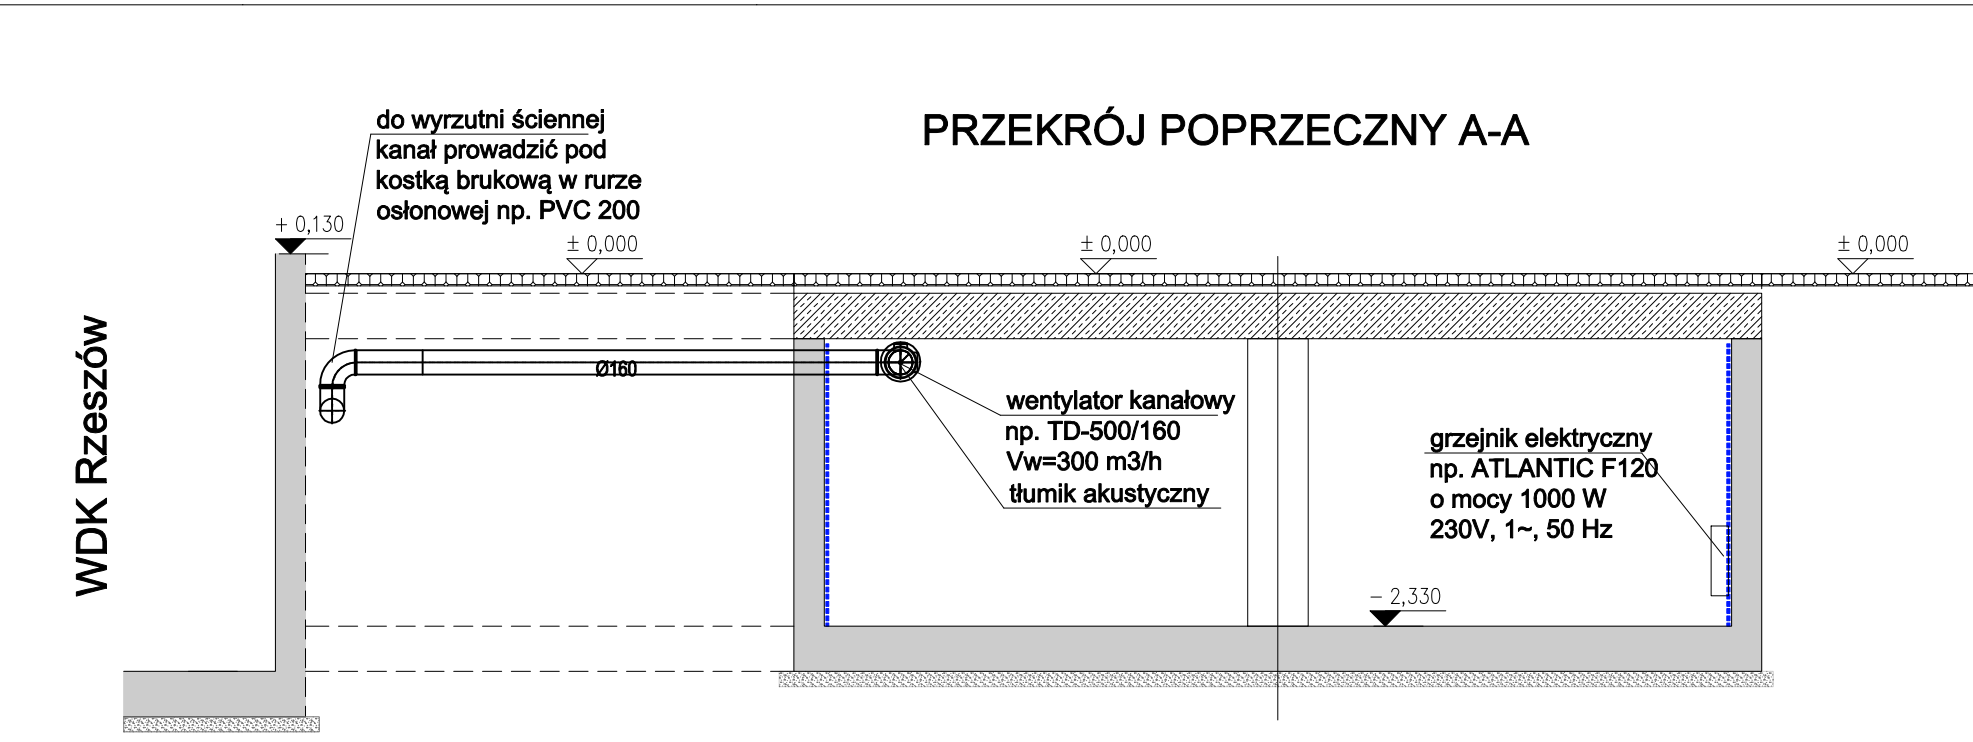 PRZEKRÓJ POPRZECZNY A-A
do wyrzutni ściennej
kanał prowadzić pod
kostką brukową w rurze
osłonowej np. PVC 200
+ 0,130
± 0,000
± 0,000
± 0,000
WDK Rzeszów
Ø160
wentylator kanałowy
np. TD-500/160
Vw=300 m3/h
tłumik akustyczny
grzejnik elektryczny
np. ATLANTIC F120
o mocy 1000 W
230V, 1~, 50 Hz
- 2,330